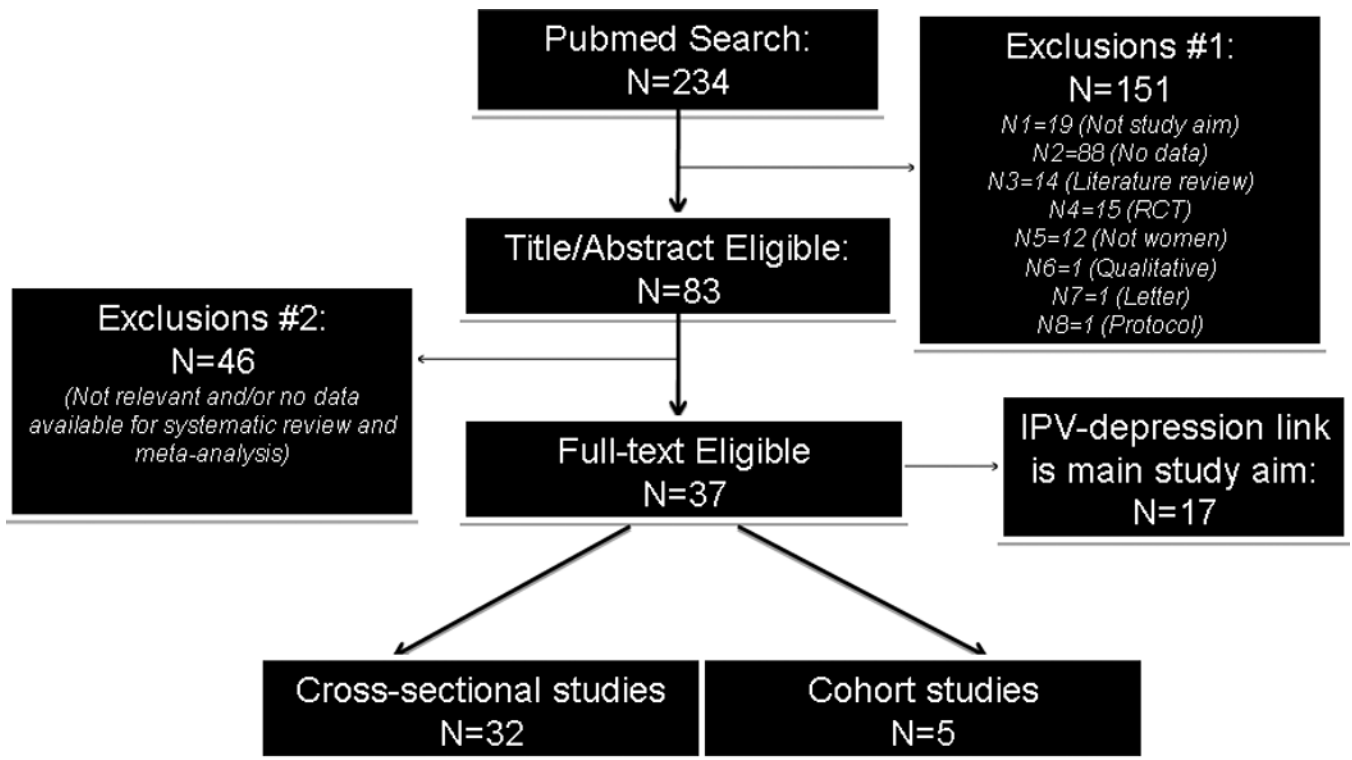 Pubmed Search:
N=234
Exclusions #1:
N=151
N1=19 (Not study aim)
N2=88 (No data)
N3=14 (Literature review)
N4=15 (RCT)
N5=12 (Not women)
N6=1 (Qualitative)
N7=1 (Letter)
N8=1 (Protocol)
Title/Abstract Eligible:
N=83
Exclusions #2:
N=46
(Not relevant and/or no data
available for systematic review and
meta-analysis)
Full-text Eligible
N=37
IPV-depression link
is main study aim:
N=17
Cross-sectional studies
N=32
Cohort studies
N=5